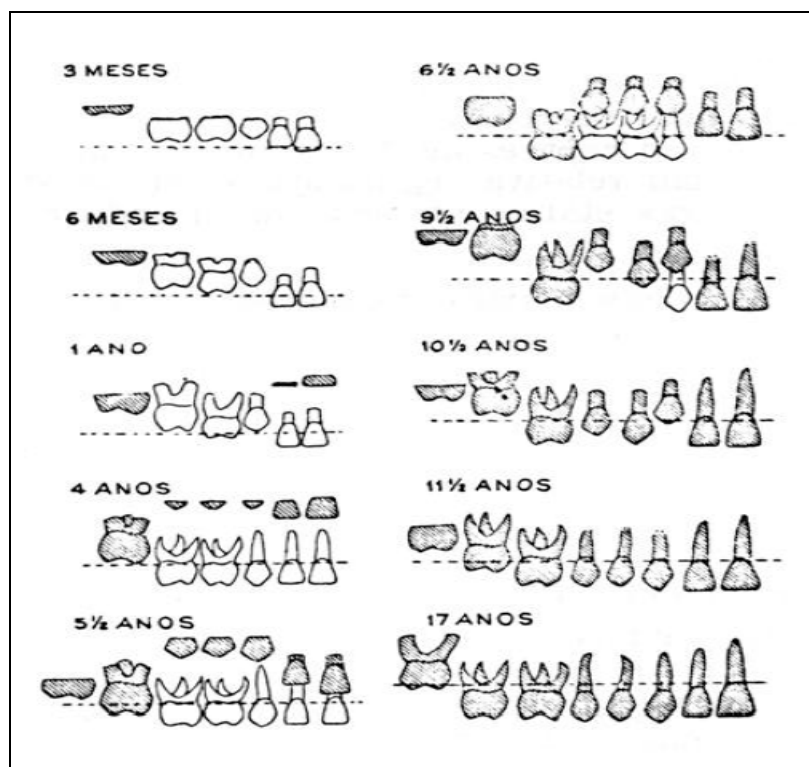 3 MESES
6 MESES
1 ANO
4 ANOS
5½ ANOS
6½ ANOS
9½ ANOS
10½ ANOS
11½ ANOS
17 ANOS